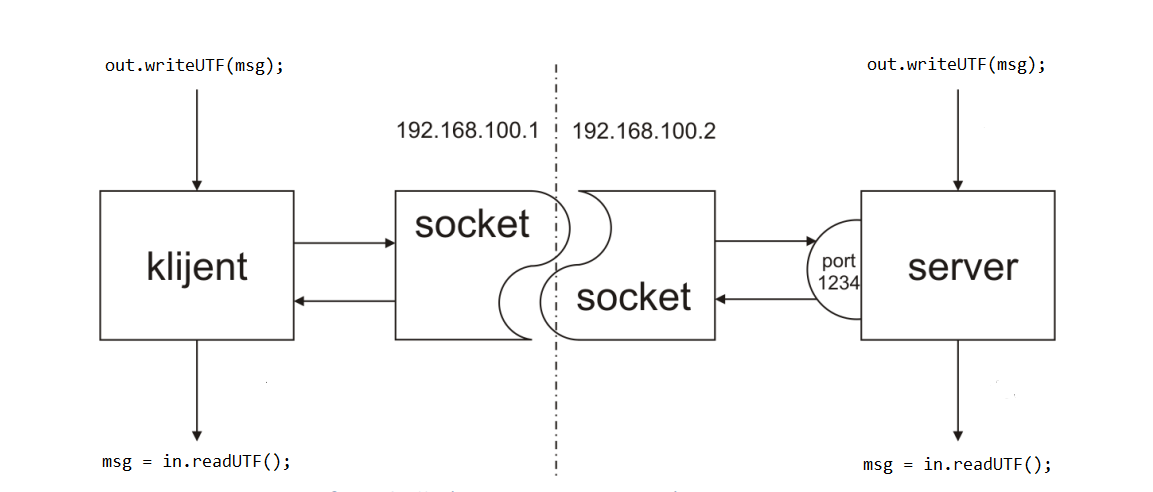 out.writeUTF(msg);
out.writeUTF(msg);
192.168.100.1
192.168.100.2
klijent
socket
socket
port
1234
server
msg = in.readUTF();
msg = in.readUTF();